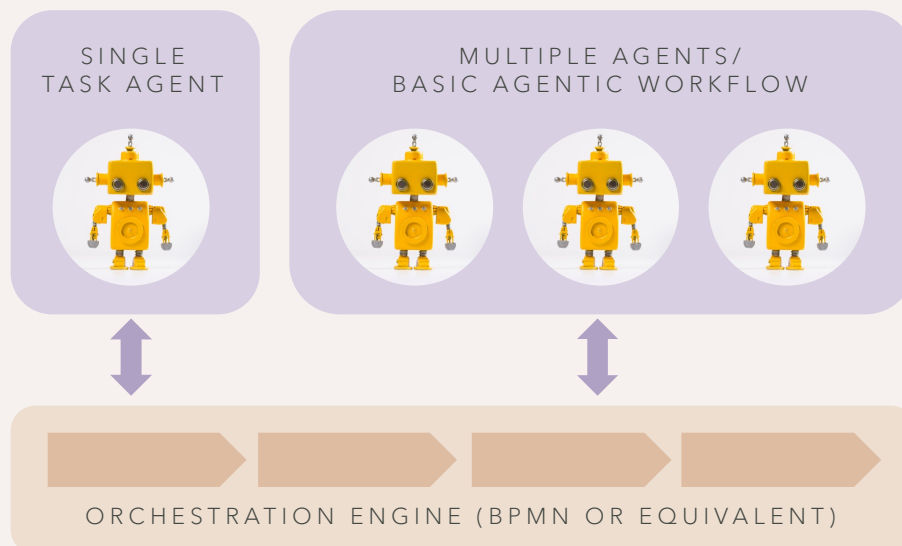 SINGLE
TASK AGENT
MULTIPLE AGENTS/
BASIC AGENTIC WORKFLOW
ORCHESTRATION ENGINE (BPMN OR EQUIVALENT)